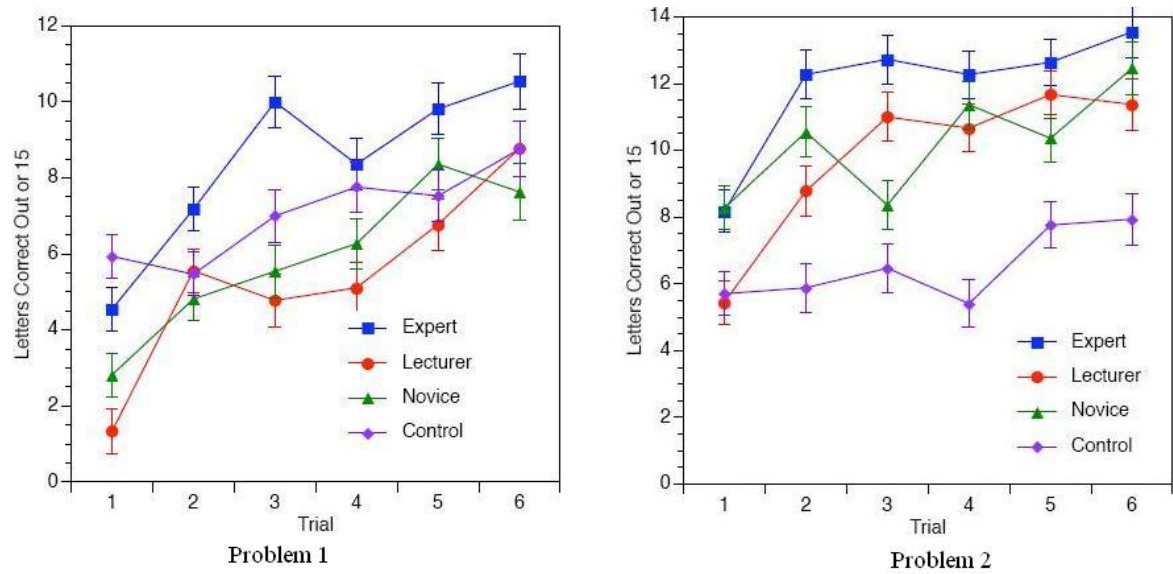 12
10
8
6
4
2
0
Letters Correct Out or 15
Expert
Lecturer
Novice
Control
1 2 3 4 5 6
Trial
Problem 1
14
12
10
8
6
4
2
0
Letters Correct Out or 15
Expert
Lecturer
Novice
Control
1 2 3 4 5 6
Trial
Problem 2